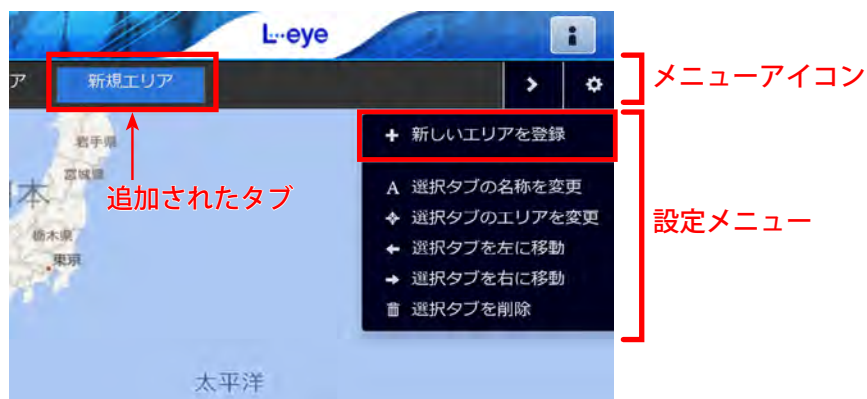 L-eye
ア 新規エリア
メニューアイコン
岩手県
+ 新しいエリアを登録
宮城県
本
追加されたタブ
A 選択タブの名称を変更
選択タブのエリアを変更
設定メニュー
栃木県
選択タブを左に移動
東京
選択タブを右に移動
選択タブを削除
太平洋